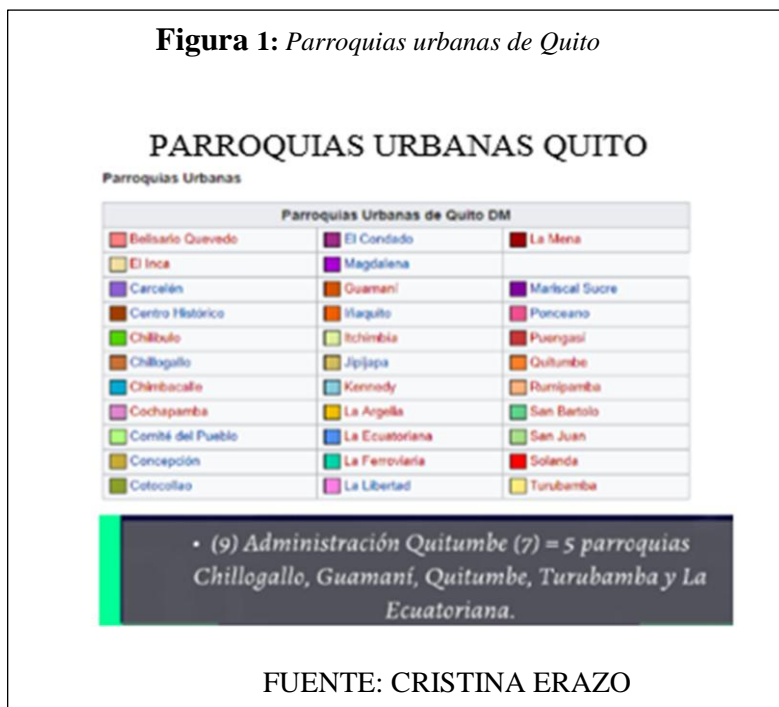 Figura 1: Parroquias urbanas de Quito
PARROQUIAS URBANAS QUITO
Parroquias Urbanas
Parroquias Urbanas de Quito DM
Belisario Quevedo El Condado La Mena
El Inca Magdalena
Carcelén Guamaní Mariscal Sucre
Centro Histórico Iñaquito Ponceano
Chilibulo Itchimbia Puengasí
Chillogallo Jipijapa Quitumbe
Chimbacalle Kennedy Rumipamba
Cochapamba La Argelia San Bartolo
Comité del Pueblo La Ecuatoriana San Juan
Concepción La Ferroviaria Solanda
Cotocollao La Libertad Turubamba
• (9) Administración Quitumbe (7) = 5 parroquias
Chillogallo, Guamaní, Quitumbe, Turubamba y La
Ecuatoriana.
FUENTE: CRISTINA ERAZO